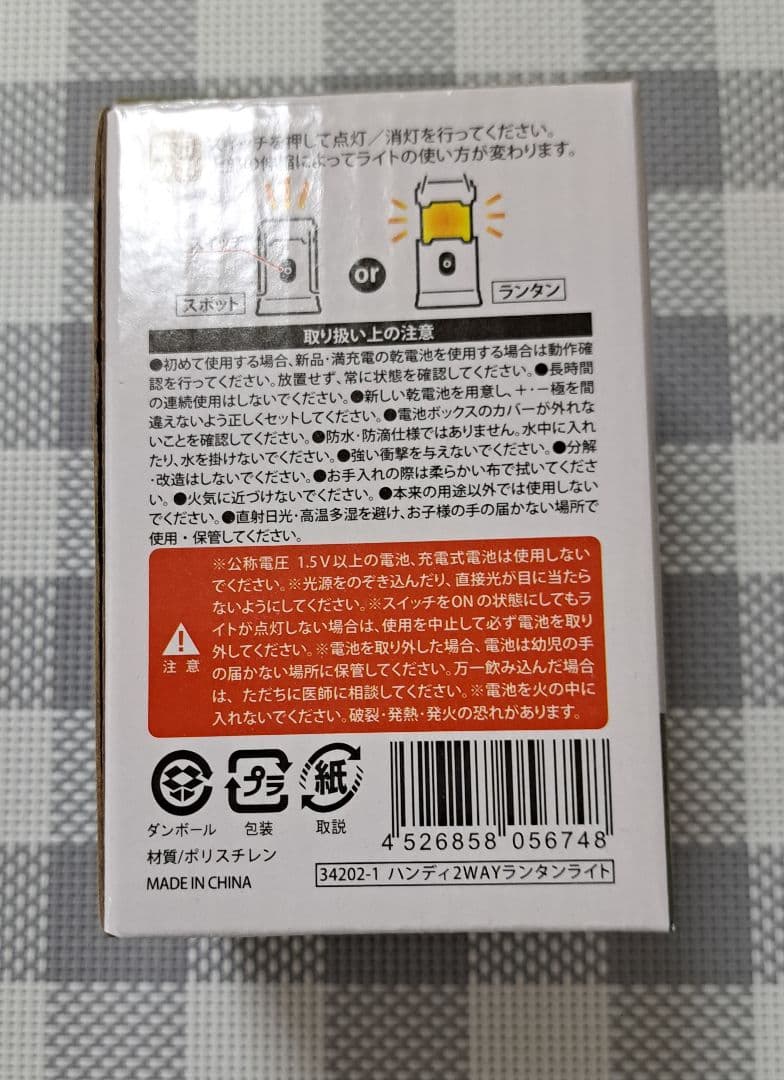 スイッチを押して点灯／消灯を行ってください。
の伸縮によってライトの使い方が変わります。
スイッチ
or
スポット
ランタン
取り扱い上の注意
●初めて使用する場合、新品・満充電の乾電池を使用する場合は動作確
認を行ってください。放置せず、常に状態を確認してください。●長時間
の連続使用はしないでください。●新しい乾電池を用意し、＋・－極を間
違えないよう正しくセットしてください。●電池ボックスのカバーが外れな
いことを確認してください。●防水・防滴仕様ではありません。水中に入れ
たり、水を掛けないでください。●強い衝撃を与えないでください。●分解
・改造はしないでください。●お手入れの際は柔らかい布で拭いてくださ
い。●火気に近づけないでください。●本来の用途以外では使用しない
でください。●直射日光・高温多湿を避け、お子様の手の届かない場所で
使用・保管してください。
※公称電圧 1.5V以上の電池、充電式電池は使用しない
でください。※光源をのぞき込んだり、直接光が目に当たら
ないようにしてください。※スイッチをONの状態にしてもラ
イトが点灯しない場合は、使用を中止して必ず電池を取り
外してください。※電池を取り外した場合、電池は幼児の手
の届かない場所に保管してください。万一飲み込んだ場合
は、ただちに医師に相談してください。※電池を火の中に
入れないでください。破裂・発熱・発火の恐れがあります。
注意
プラ
紙
ダンボール
包装
取説
4 526858 056748
材質/ポリスチレン
MADE IN CHINA
34202-1 ハンディ2WAYランタンライト